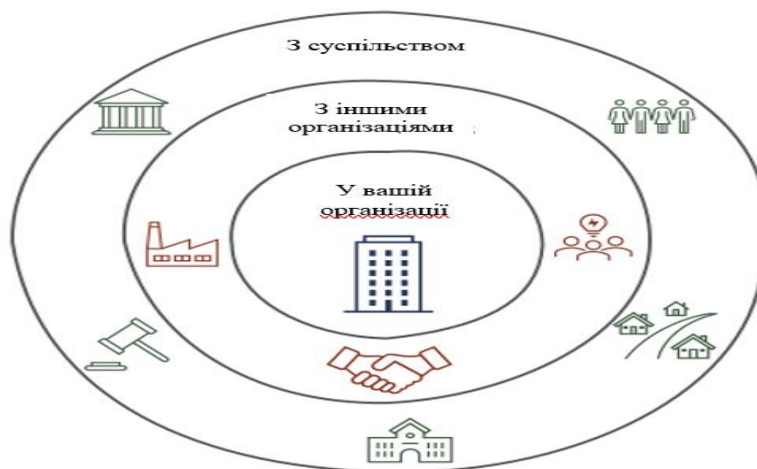 З суспільством
З іншими
організаціями
У вашій
організації